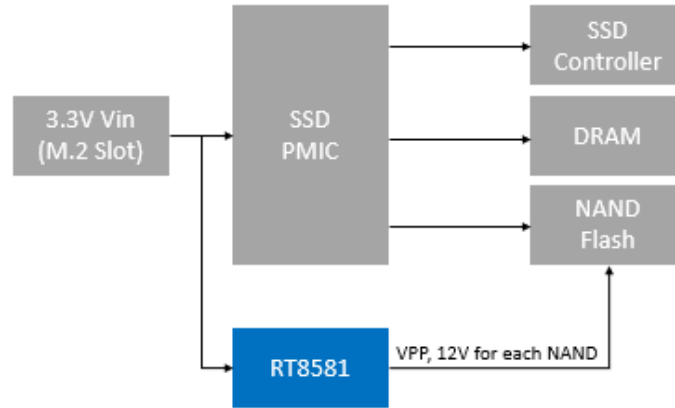 3.3V Vin
(M.2 Slot)
SSD
PMIC
SSD
Controller
DRAM
NAND
Flash
RT8581
VPP, 12V for each NAND